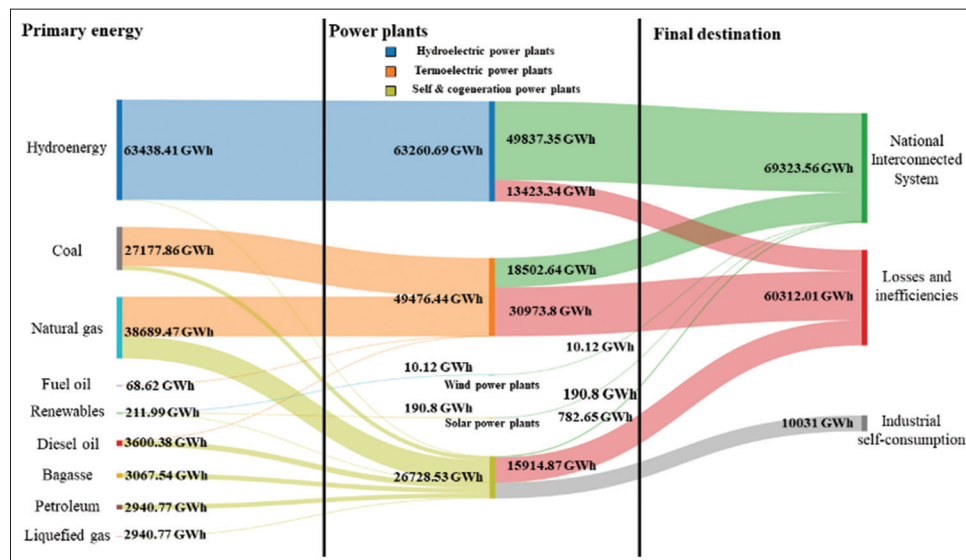 Primary energy
Power plants
Final destination
Hydroelectric power plants
Termoelectric power plants
Self & cogeneration power plants
Hydroenergy
63438.41 GWh
63260.69 GWh
49837.35 GWh
13423.34 GWh
National
Interconnected
System
69323.56 GWh
Coal
27177.86 GWh
Natural gas
38689.47 GWh
49476.44 GWh
18502.64 GWh
30973.8 GWh
Losses and
inefficiencies
60312.01 GWh
Fuel oil
68.62 GWh
Renewables
211.99 GWh
10.12 GWh
Wind power plants
10.12 GWh
190.8 GWh
Solar power plants
190.8 GWh
782.65 GWh
Diesel oil
3600.38 GWh
Bagasse
3067.54 GWh
Petroleum
2940.77 GWh
Liquefied gas
2940.77 GWh
26728.53 GWh
15914.87 GWh
10031 GWh
Industrial
self-consumption